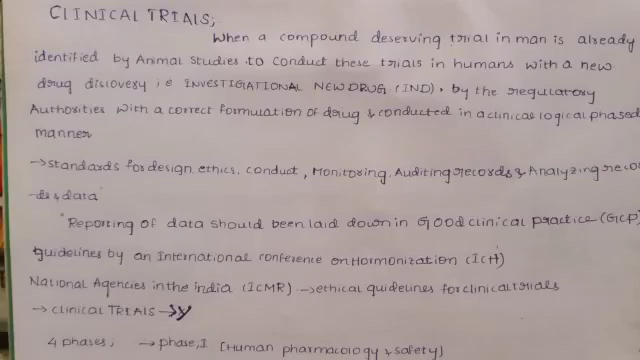 CLINICAL TRIALS;
When a compound deserving trial in man is already
identified by Animal Studies to conduct these trials in humans with a new
drug discovery i.e INVESTIGATIONAL NEW DRUG (IND). by the regulatory
Authorities with a correct formulation of drug & conducted in a clinical logical phased
manner
→ standards for design, ethics, conduct, Monitoring, Auditing records & Analyzing recor
-ds & data
"Reporting of data should been laid down in GOOD clinical practice (GCP)
guidelines by an International conference on Harmonization (ICH)
National Agencies in the india (ICMR) → ethical guidelines for clinical trials
→ clinical TRIALS →
4 phases; → phase, I [Human pharmacology & safety]